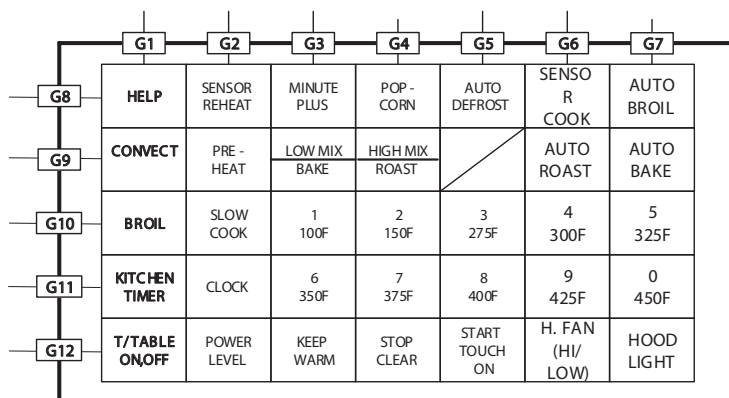 G1 G2 G3 G4 G5 G6 G7
G8
HELP
SENSOR
REHEAT
MINUTE
PLUS
POP -
CORN
AUTO
DEFROST
SENSO
R
COOK
AUTO
BROIL
G9
CONVECT
PRE -
HEAT
LOW MIX
BAKE
HIGH MIX
ROAST
AUTO
ROAST
AUTO
BAKE
G10
BROIL
SLOW
COOK
1
100F
2
150F
3
275F
4
300F
5
325F
G11
KITCHEN
TIMER
CLOCK
6
350F
7
375F
8
400F
9
425F
0
450F
G12
T/TABLE
ON,OFF
POWER
LEVEL
KEEP
WARM
STOP
CLEAR
START
TOUCH
ON
H. FAN
(HI/
LOW)
HOOD
LIGHT